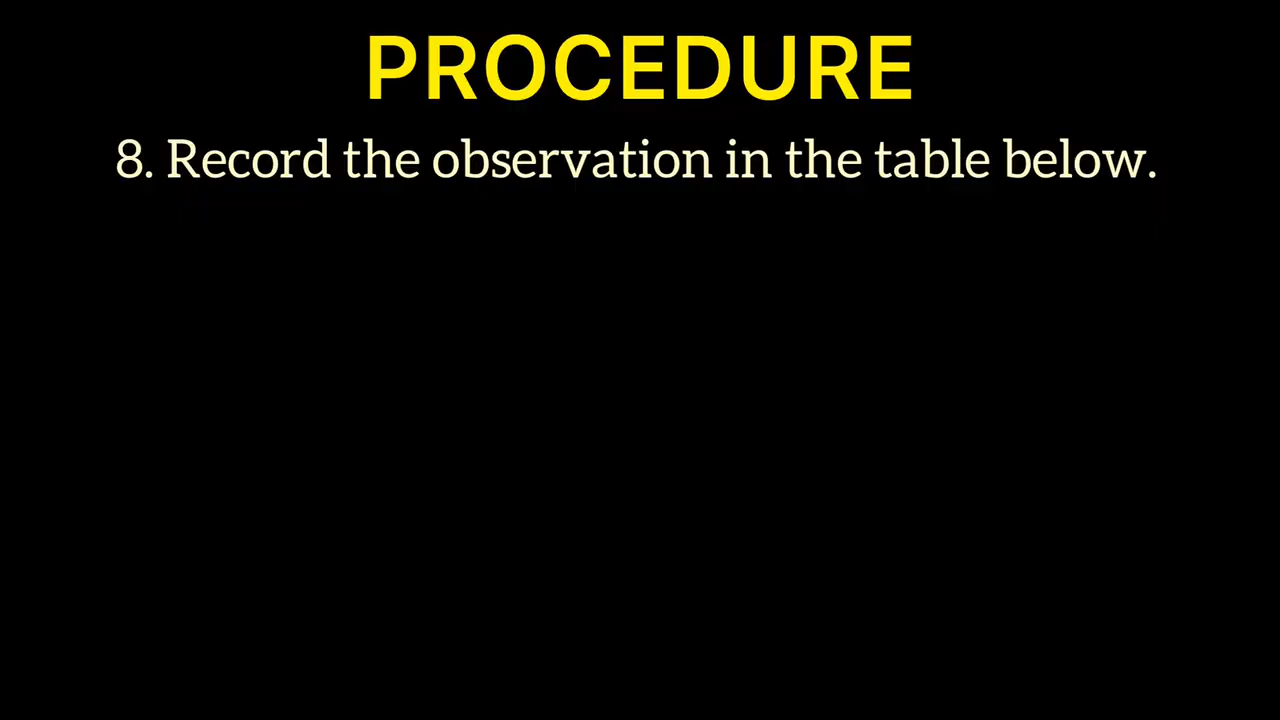 PROCEDURE
8. Record the observation in the table below.